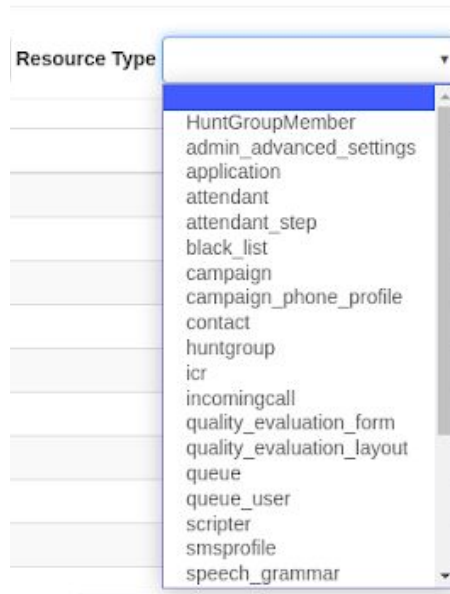 Resource Type
HuntGroupMember
admin_advanced_settings
application
attendant
attendant_step
black_list
campaign
campaign_phone_profile
contact
huntgroup
icr
incomingcall
quality_evaluation_form
quality_evaluation_layout
queue
queue_user
scripter
smsprofile
speech_grammar